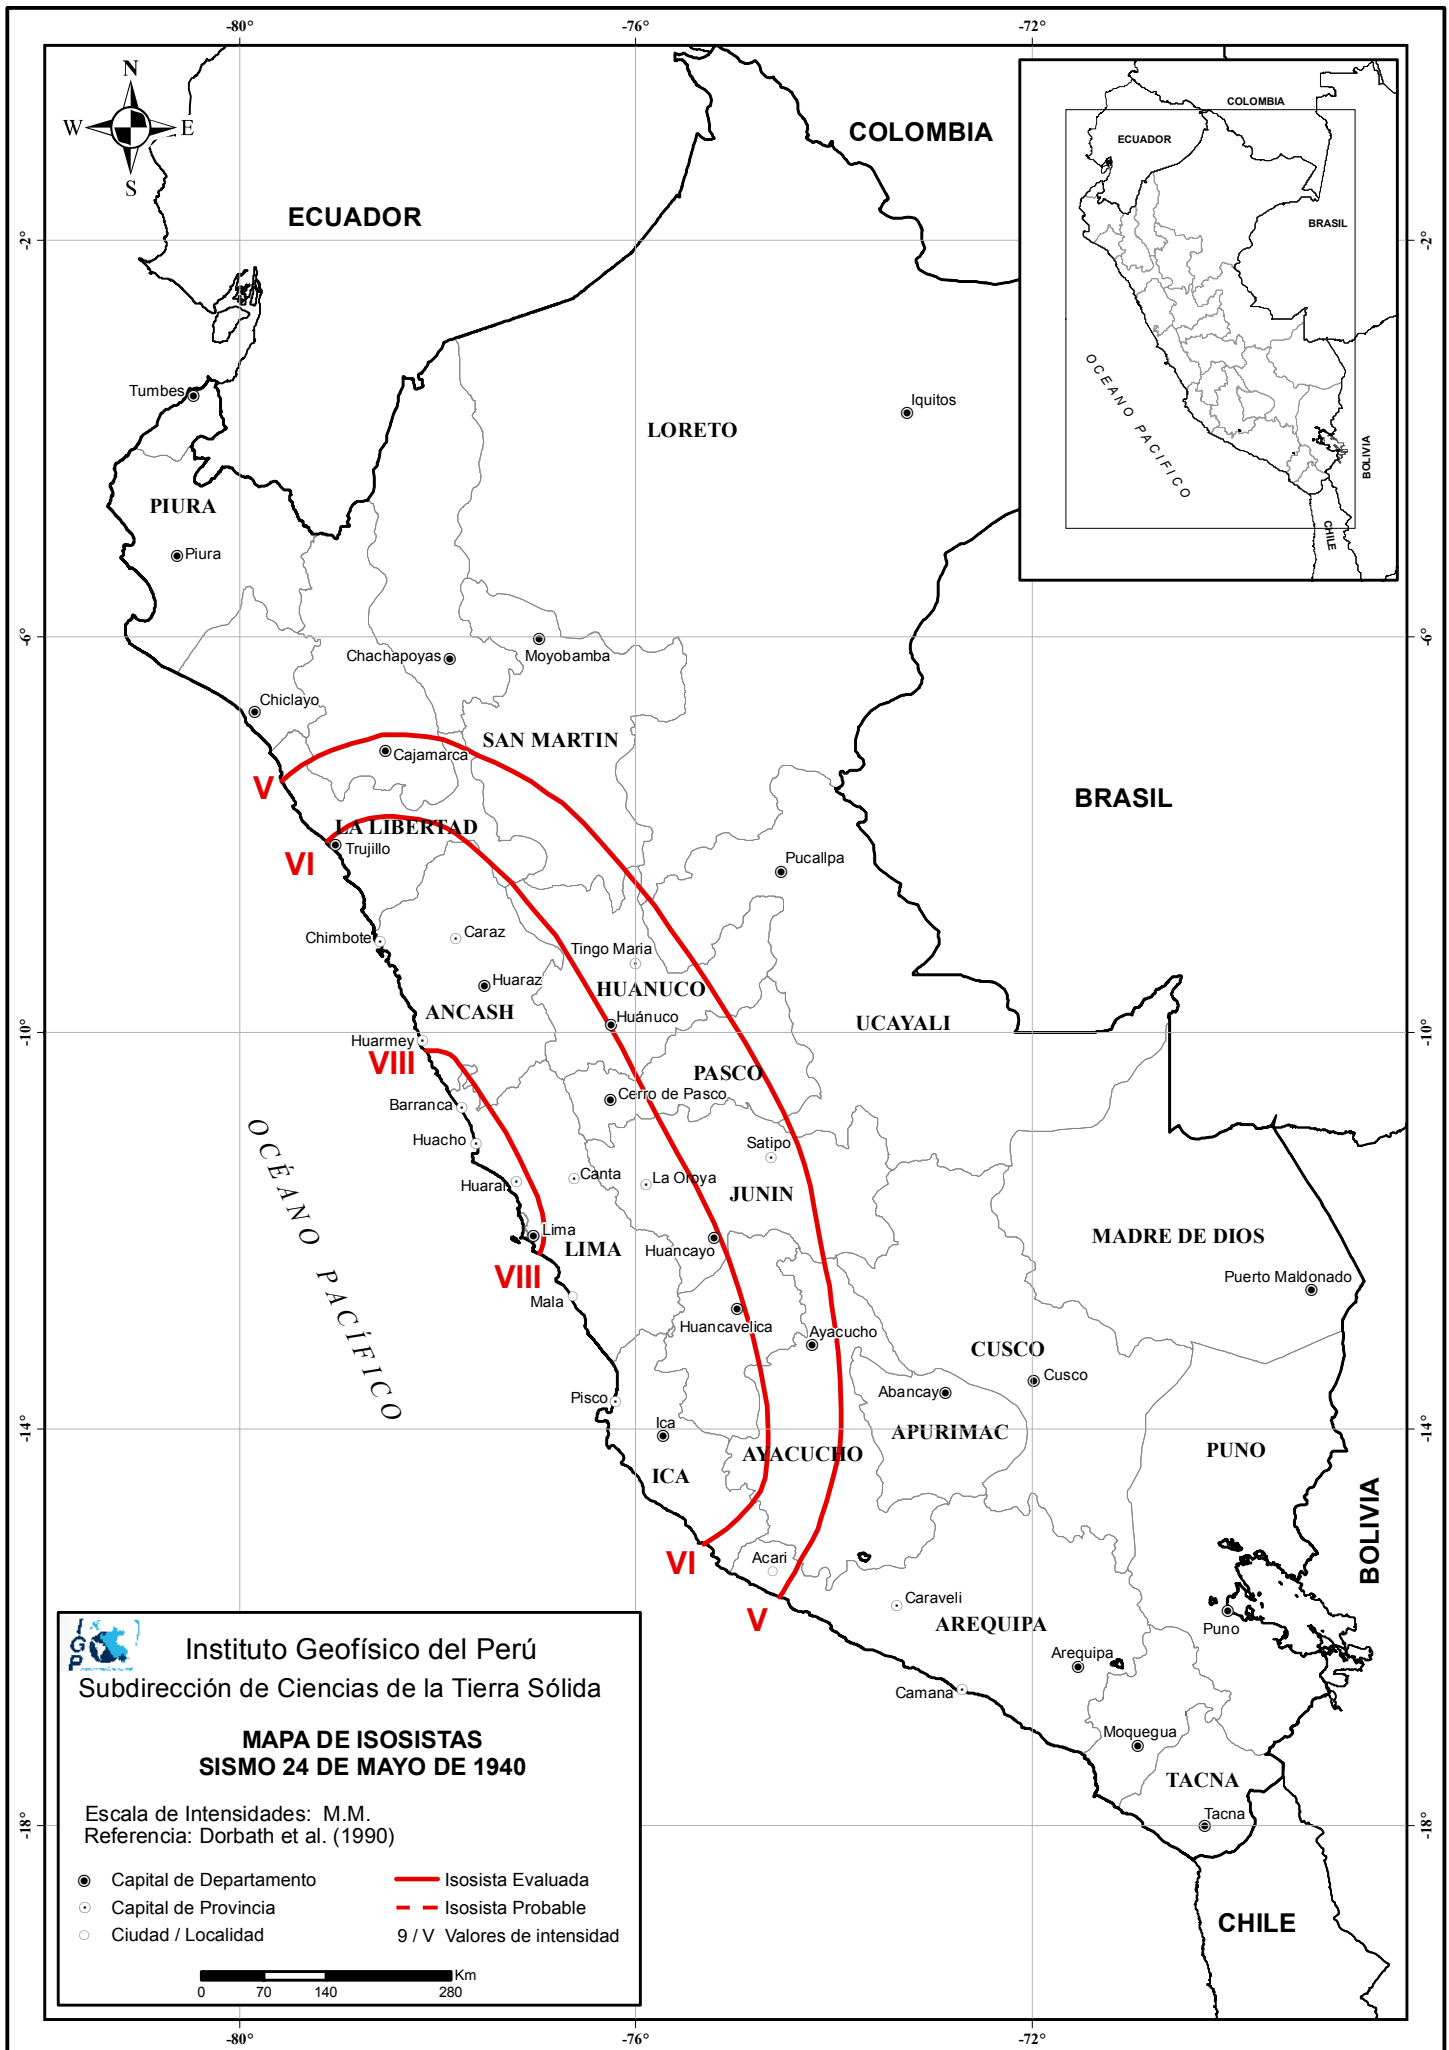 -80°
-76°
-72°
N
W
E
S
COLOMBIA
ECUADOR
COLOMBIA
ECUADOR
BRASIL
OCEANO PACIFICO
BOLIVIA
CHILE
-2°
-2°
Tumbes
Iquitos
LORETO
PIURA
Piura
-6°
-6°
Chachapoyas
Moyobamba
Chiclayo
SAN MARTIN
Cajamarca
V
BRASIL
LA LIBERTAD
Trujillo
VI
Pucallpa
Chimbote
Caraz
Tingo Maria
Huaraz
HUANUCO
ANCASH
Huánuco
UCAYALI
-10°
-10°
Huarmey
VIII
PASCO
Cerro de Pasco
Barranca
Huacho
Satipo
Canta
La Oroya
Huaral
JUNIN
OCÉANO PACÍFICO
Lima
LIMA
Huancayo
MADRE DE DIOS
VIII
Puerto Maldonado
Mala
Huancavelica
Ayacucho
CUSCO
Cusco
Abancay
Pisco
-14°
-14°
Ica
APURIMAC
AYACUCHO
PUNO
ICA
BOLIVIA
VI
Acari
V
Caraveli
AREQUIPA
Puno
Arequipa
Camana
Moquegua
TACNA
Tacna
-18°
-18°
CHILE
IGP
Instituto Geofísico del Perú
Subdirección de Ciencias de la Tierra Sólida
MAPA DE ISOSISTAS
SISMO 24 DE MAYO DE 1940
Escala de Intensidades: M.M.
Referencia: Dorbath et al. (1990)
Capital de Departamento
Isosista Evaluada
Capital de Provincia
Isosista Probable
Ciudad / Localidad
9 / V Valores de intensidad
Km
0 70 140 280
-80°
-76°
-72°